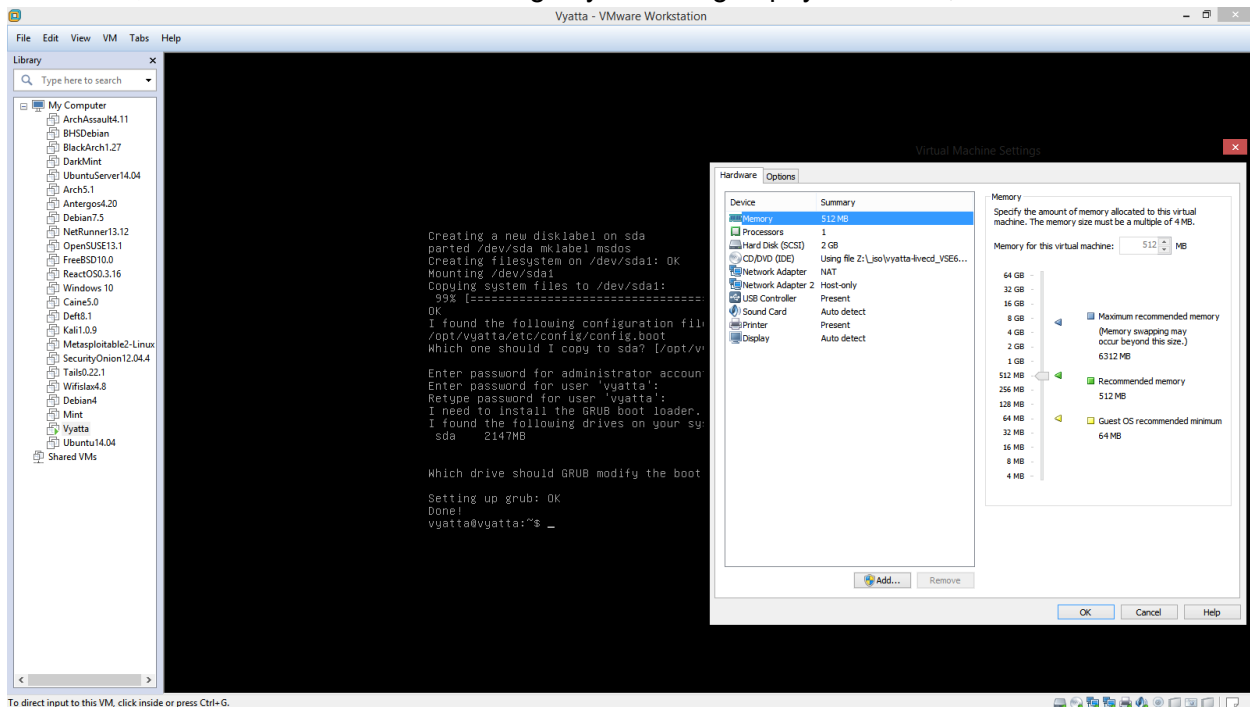 Vyatta - VMware Workstation
File Edit View VM Tabs Help
Library
Type here to search
My Computer
ArchAssault4.11
BHSDebian
BlackArch1.27
DarkMint
UbuntuServer14.04
Arch5.1
Antergos4.20
Debian7.5
NetRunner13.12
OpenSUSE13.1
FreeBSD10.0
ReactOS0.3.16
Windows 10
Caine5.0
Deft8.1
Kali1.0.9
Metasploitable2-Linux
SecurityOnion12.04.4
Tails0.22.1
Wifislax4.8
Debian4
Mint
Vyatta
Ubuntu14.04
Shared VMs
Creating a new disklabel on sda
parted /dev/sda mklabel msdos
Creating filesystem on /dev/sda1: OK
Mounting /dev/sda1
Copying system files to /dev/sda1:
99% [================================
OK
I found the following configuration fil
/opt/vyatta/etc/config/config.boot
Which one should I copy to sda? [/opt/v
Enter password for administrator accoun
Enter password for user 'vyatta':
Retype password for user 'vyatta':
I need to install the GRUB boot loader.
I found the following drives on your sy
sda 2147MB
Which drive should GRUB modify the boot
Setting up grub: OK
Done!
vyatta@vyatta:~$ _
Virtual Machine Settings
Hardware Options
Device Summary
Memory 512 MB
Processors 1
Hard Disk (SCSI) 2 GB
CD/DVD (IDE) Using file Z:\_iso\vyatta-livecd_VSE6...
Network Adapter NAT
Network Adapter 2 Host-only
USB Controller Present
Sound Card Auto detect
Printer Present
Display Auto detect
Add... Remove
Memory
Specify the amount of memory allocated to this virtual
machine. The memory size must be a multiple of 4 MB.
Memory for this virtual machine: 512 MB
64 GB
32 GB
16 GB
8 GB
4 GB
2 GB
1 GB
512 MB
256 MB
128 MB
64 MB
32 MB
16 MB
8 MB
4 MB
Maximum recommended memory
(Memory swapping may
occur beyond this size.)
6312 MB
Recommended memory
512 MB
Guest OS recommended minimum
64 MB
OK Cancel Help
To direct input to this VM, click inside or press Ctrl+G.